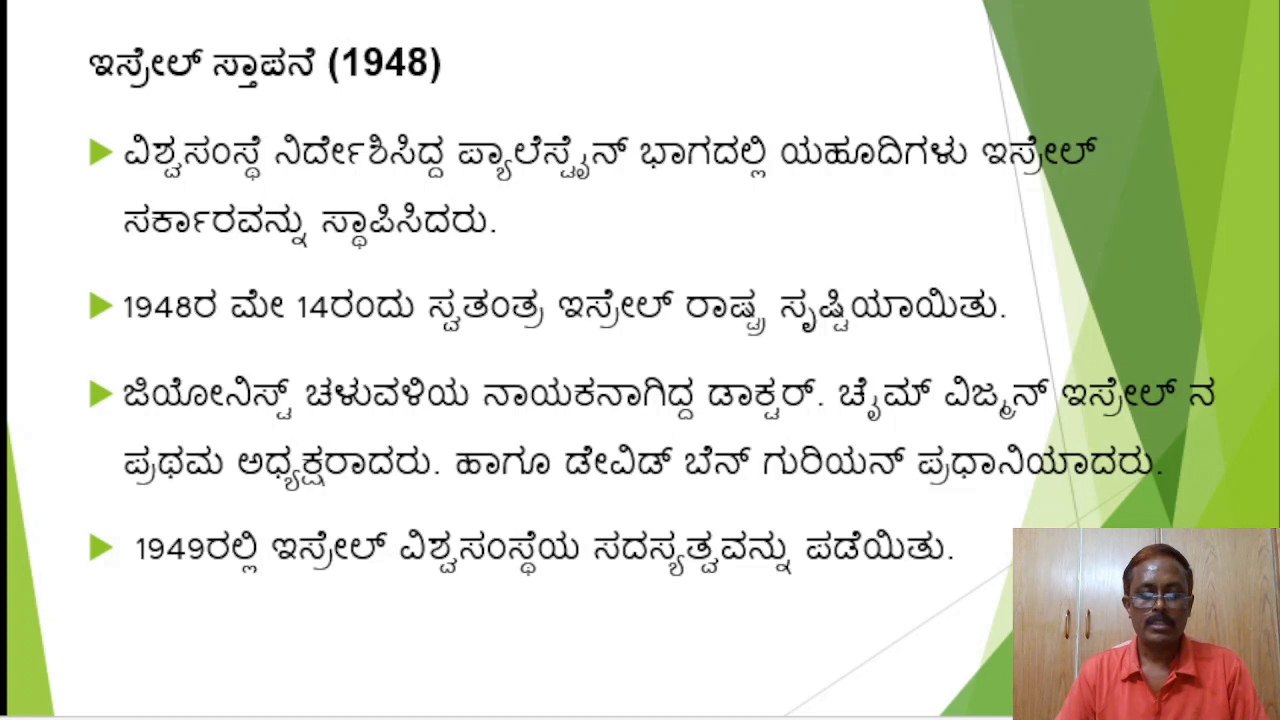 ಇಸ್ರೇಲ್ ಸ್ತಾಪನೆ (1948)
ವಿಶ್ವಸಂಸ್ಥೆ ನಿರ್ದೇಶಿಸಿದ್ದ ಪ್ಯಾಲೆಸ್ಟೈನ್ ಭಾಗದಲ್ಲಿ ಯಹೂದಿಗಳು ಇಸ್ರೇಲ್
ಸರ್ಕಾರವನ್ನು ಸ್ಥಾಪಿಸಿದರು.
1948ರ ಮೇ 14ರಂದು ಸ್ವತಂತ್ರ ಇಸ್ರೇಲ್ ರಾಷ್ಟ್ರ ಸೃಷ್ಟಿಯಾಯಿತು.
ಜಿಯೋನಿಸ್ಟ್ ಚಳುವಳಿಯ ನಾಯಕನಾಗಿದ್ದ ಡಾಕ್ಟರ್. ಚೈಮ್ ವಿಜ್ಮನ್ ಇಸ್ರೇಲ್ ನ
ಪ್ರಥಮ ಅಧ್ಯಕ್ಷರಾದರು. ಹಾಗೂ ಡೇವಿಡ್ ಬೆನ್ ಗುರಿಯನ್ ಪ್ರಧಾನಿಯಾದರು.
1949ರಲ್ಲಿ ಇಸ್ರೇಲ್ ವಿಶ್ವಸಂಸ್ಥೆಯ ಸದಸ್ಯತ್ವವನ್ನು ಪಡೆಯಿತು.